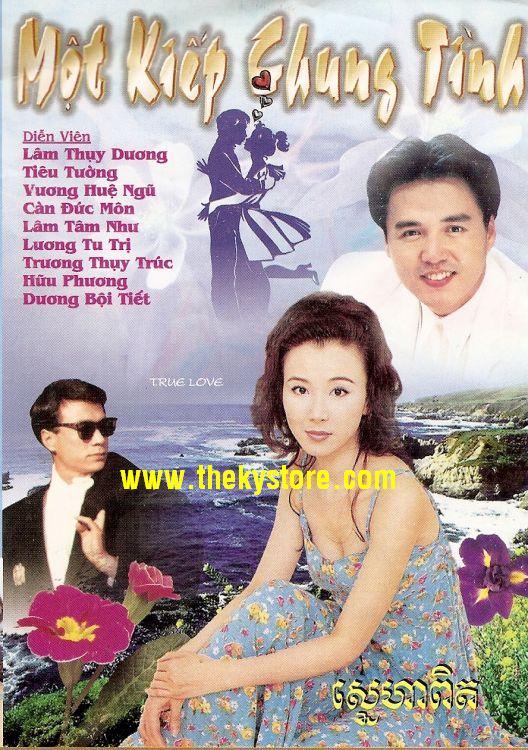 Một Kiếp Chung Tình
Diễn Viên
Lâm Thụy Dương
Tiêu Tường
Vương Huệ Ngũ
Càn Đức Môn
Lâm Tâm Như
Lương Tu Trị
Trương Thụy Trúc
Hữu Phương
Dương Bội Tiết
TRUE LOVE
www.thekystore.com
ស្នេហាពិត